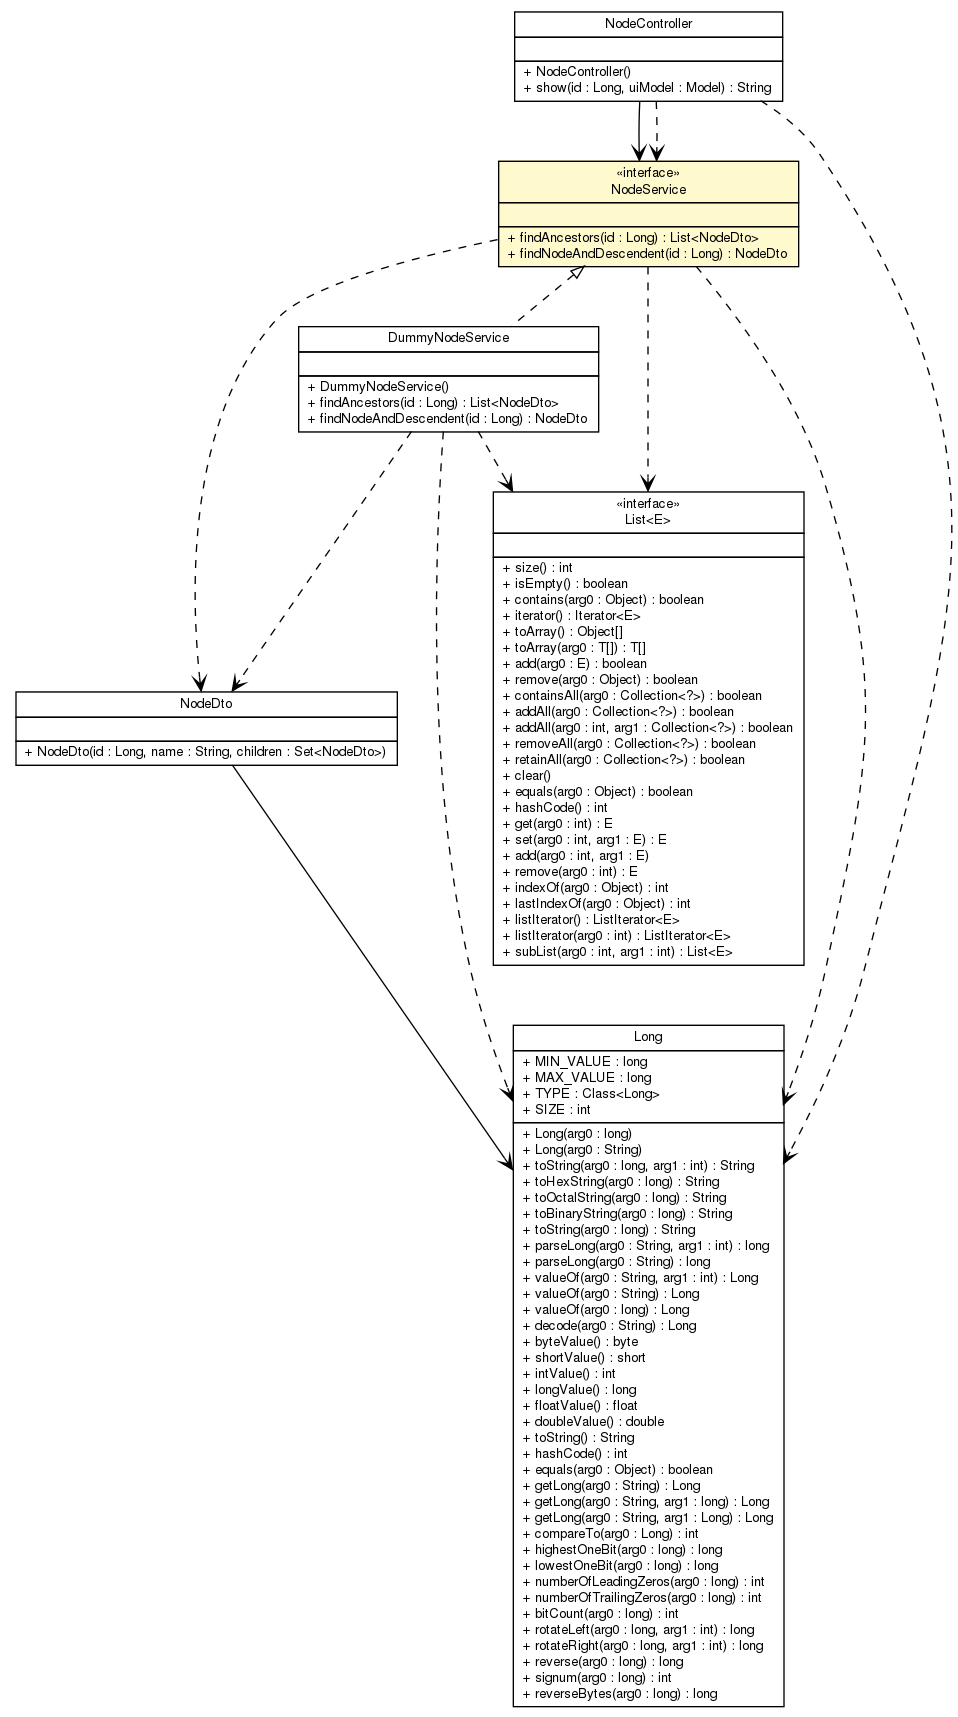 NodeController
+ NodeController()
+ show(id : Long, uiModel : Model) : String
«interface»
NodeService
+ findAncestors(id : Long) : List<NodeDto>
+ findNodeAndDescendent(id : Long) : NodeDto
DummyNodeService
+ DummyNodeService()
+ findAncestors(id : Long) : List<NodeDto>
+ findNodeAndDescendent(id : Long) : NodeDto
«interface»
List<E>
+ size() : int
+ isEmpty() : boolean
+ contains(arg0 : Object) : boolean
+ iterator() : Iterator<E>
+ toArray() : Object[]
+ toArray(arg0 : T[]) : T[]
+ add(arg0 : E) : boolean
+ remove(arg0 : Object) : boolean
+ containsAll(arg0 : Collection<?>) : boolean
+ addAll(arg0 : Collection<?>) : boolean
+ addAll(arg0 : int, arg1 : Collection<?>) : boolean
+ removeAll(arg0 : Collection<?>) : boolean
+ retainAll(arg0 : Collection<?>) : boolean
+ clear()
+ equals(arg0 : Object) : boolean
+ hashCode() : int
+ get(arg0 : int) : E
+ set(arg0 : int, arg1 : E) : E
+ add(arg0 : int, arg1 : E)
+ remove(arg0 : int) : E
+ indexOf(arg0 : Object) : int
+ lastIndexOf(arg0 : Object) : int
+ listIterator() : ListIterator<E>
+ listIterator(arg0 : int) : ListIterator<E>
+ subList(arg0 : int, arg1 : int) : List<E>
NodeDto
+ NodeDto(id : Long, name : String, children : Set<NodeDto>)
Long
+ MIN_VALUE : long
+ MAX_VALUE : long
+ TYPE : Class<Long>
+ SIZE : int
+ Long(arg0 : long)
+ Long(arg0 : String)
+ toString(arg0 : long, arg1 : int) : String
+ toHexString(arg0 : long) : String
+ toOctalString(arg0 : long) : String
+ toBinaryString(arg0 : long) : String
+ toString(arg0 : long) : String
+ parseLong(arg0 : String, arg1 : int) : long
+ parseLong(arg0 : String) : long
+ valueOf(arg0 : String, arg1 : int) : Long
+ valueOf(arg0 : String) : Long
+ valueOf(arg0 : long) : Long
+ decode(arg0 : String) : Long
+ byteValue() : byte
+ shortValue() : short
+ intValue() : int
+ longValue() : long
+ floatValue() : float
+ doubleValue() : double
+ toString() : String
+ hashCode() : int
+ equals(arg0 : Object) : boolean
+ getLong(arg0 : String) : Long
+ getLong(arg0 : String, arg1 : long) : Long
+ getLong(arg0 : String, arg1 : Long) : Long
+ compareTo(arg0 : Long) : int
+ highestOneBit(arg0 : long) : long
+ lowestOneBit(arg0 : long) : long
+ numberOfLeadingZeros(arg0 : long) : int
+ numberOfTrailingZeros(arg0 : long) : int
+ bitCount(arg0 : long) : int
+ rotateLeft(arg0 : long, arg1 : int) : long
+ rotateRight(arg0 : long, arg1 : int) : long
+ reverse(arg0 : long) : long
+ signum(arg0 : long) : int
+ reverseBytes(arg0 : long) : long